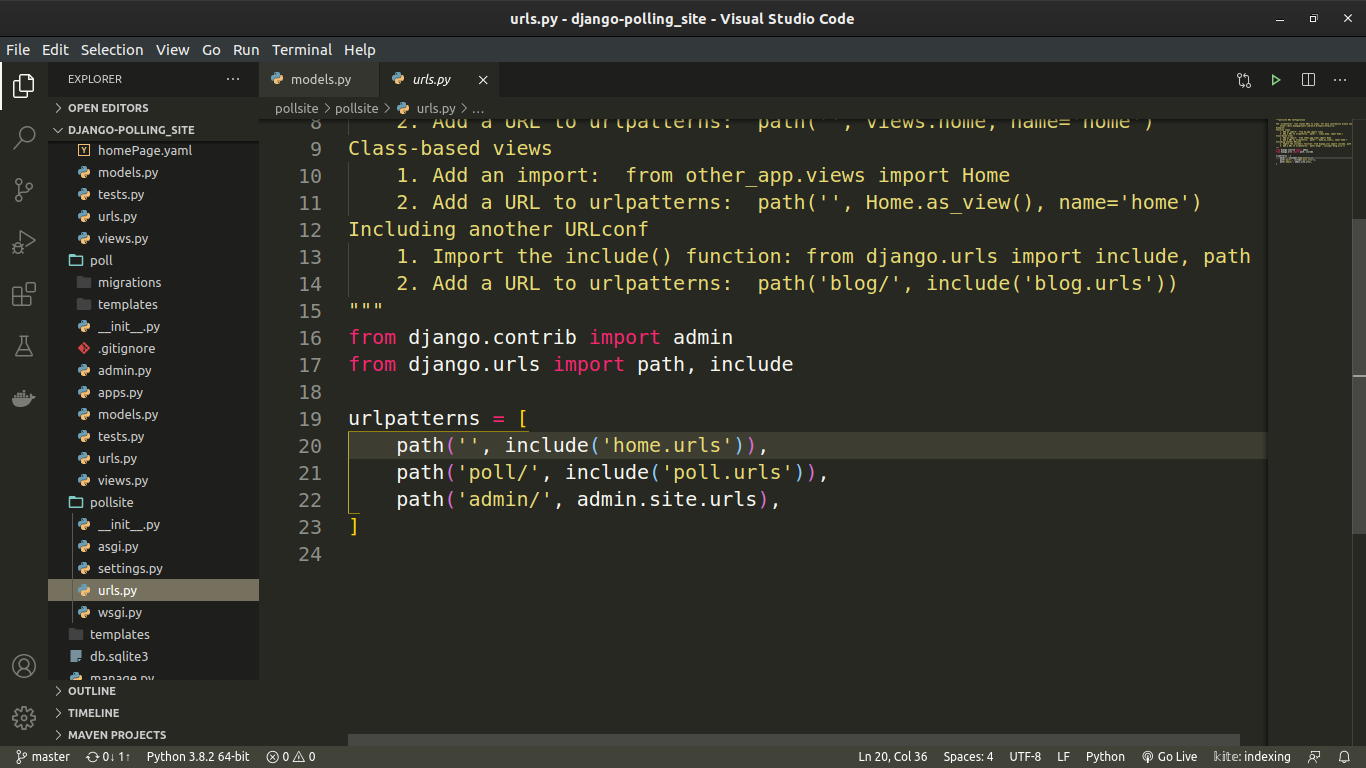 urls.py - django-polling_site - Visual Studio Code
File Edit Selection View Go Run Terminal Help
EXPLORER
OPEN EDITORS
DJANGO-POLLING_SITE
homePage.yaml
models.py
tests.py
urls.py
views.py
poll
migrations
templates
__init__.py
.gitignore
admin.py
apps.py
models.py
tests.py
urls.py
views.py
pollsite
__init__.py
asgi.py
settings.py
urls.py
wsgi.py
templates
db.sqlite3
manage.py
OUTLINE
TIMELINE
MAVEN PROJECTS
models.py urls.py
pollsite > pollsite > urls.py > ...
8     2. Add a URL to urlpatterns:  path('', views.home, name='home')
9 Class-based views
10     1. Add an import:  from other_app.views import Home
11     2. Add a URL to urlpatterns:  path('', Home.as_view(), name='home')
12 Including another URLconf
13     1. Import the include() function: from django.urls import include, path
14     2. Add a URL to urlpatterns:  path('blog/', include('blog.urls'))
15 """
16 from django.contrib import admin
17 from django.urls import path, include
18
19 urlpatterns = [
20     path('', include('home.urls')),
21     path('poll/', include('poll.urls')),
22     path('admin/', admin.site.urls),
23 ]
24
master 0↓ 1↑ Python 3.8.2 64-bit 0 0 Ln 20, Col 36 Spaces: 4 UTF-8 LF Python Go Live kite: indexing